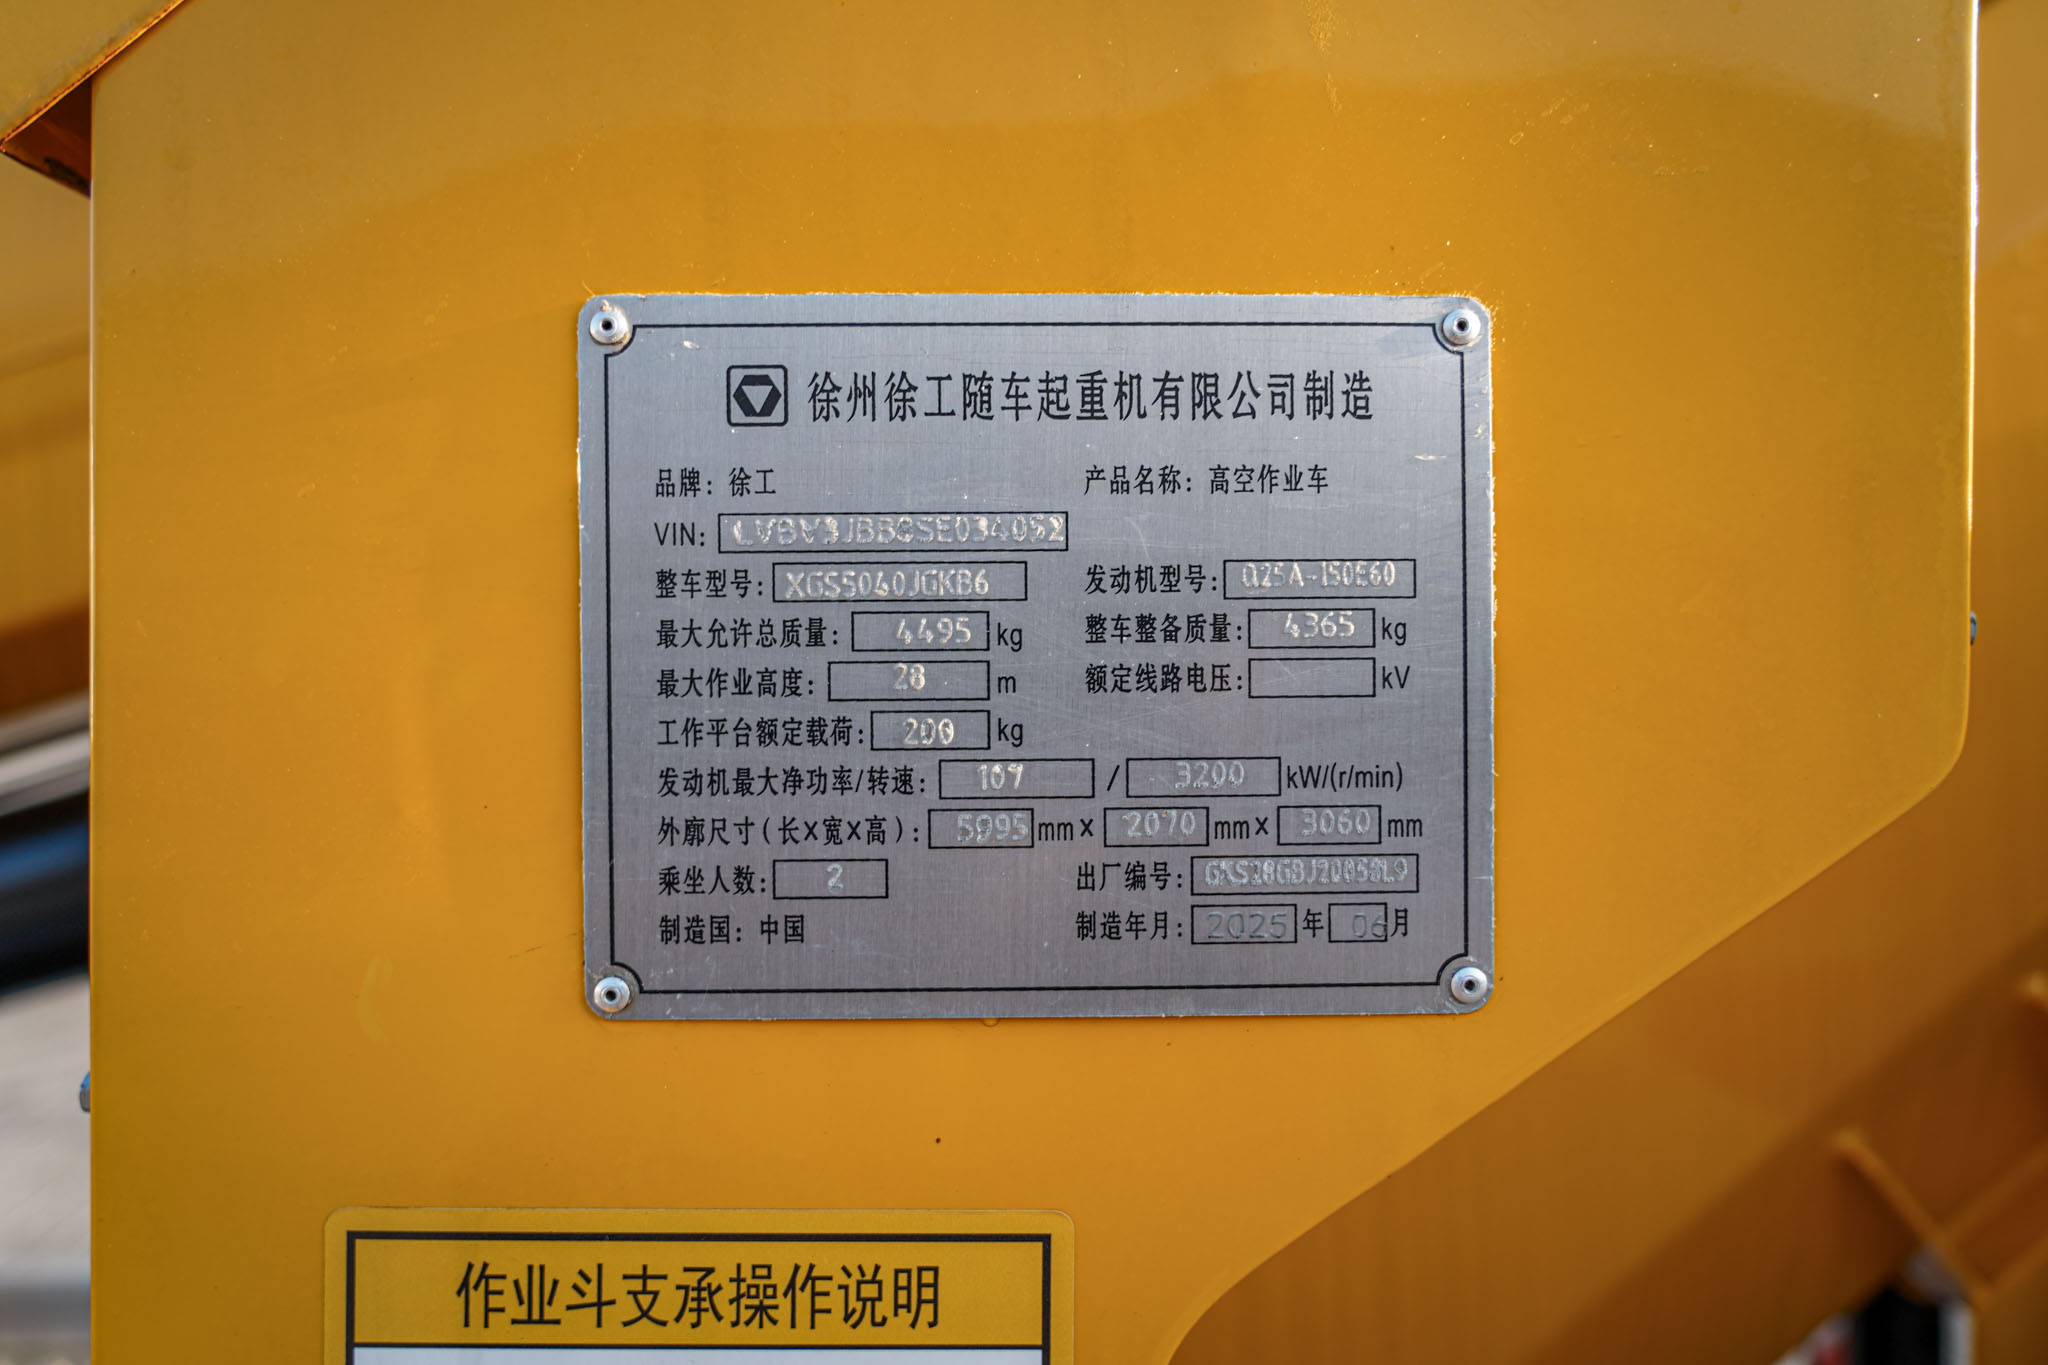 徐州徐工随车起重机有限公司制造
品牌：徐工 产品名称：高空作业车
VIN: LVBV3JBB8SE034052
整车型号：XGS5040JGKB6 发动机型号：Q25A-150E60
最大允许总质量：4495 kg 整车整备质量：4365 kg
最大作业高度：28 m 额定线路电压： kV
工作平台额定载荷：200 kg
发动机最大净功率/转速：107 / 3200 kW/(r/min)
外廓尺寸(长X宽X高)：5995 mm X 2070 mm X 3060 mm
乘坐人数：2 出厂编号：
制造国：中国 制造年月：2025 年 06 月
作业斗支承操作说明